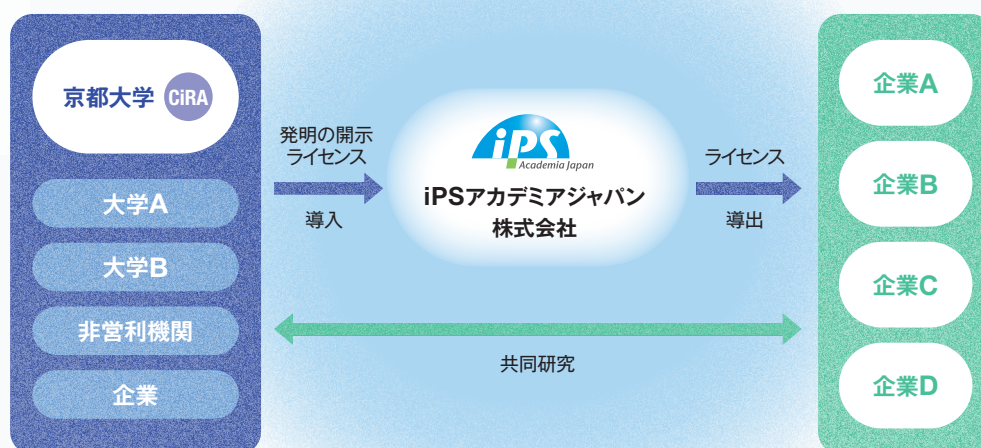 京都大学 CiRA
大学A
大学B
非営利機関
企業
発明の開示
ライセンス
導入
iPS
Academia Japan
iPSアカデミアジャパン
株式会社
ライセンス
導出
共同研究
企業A
企業B
企業C
企業D